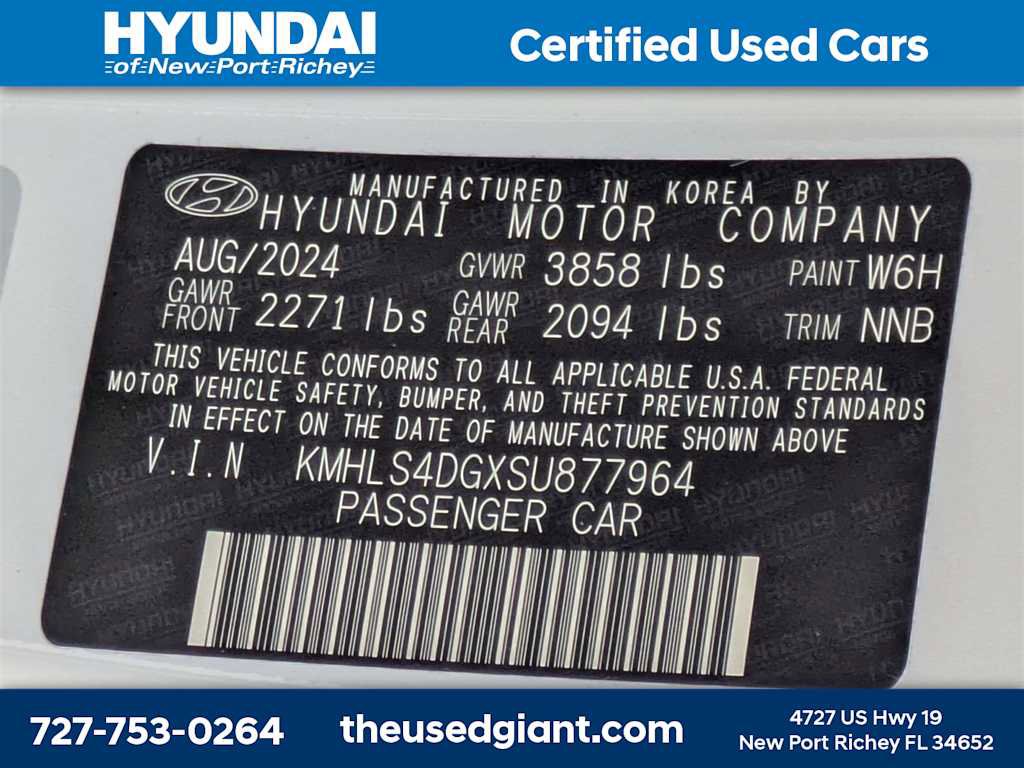 HYUNDAI
of New Port Richey
Certified Used Cars
MANUFACTURED IN KOREA BY
HYUNDAI MOTOR COMPANY
AUG/2024 GVWR 3858 lbs PAINT W6H
GAWR FRONT 2271 lbs GAWR REAR 2094 lbs TRIM NNB
THIS VEHICLE CONFORMS TO ALL APPLICABLE U.S.A. FEDERAL
MOTOR VEHICLE SAFETY, BUMPER, AND THEFT PREVENTION STANDARDS
IN EFFECT ON THE DATE OF MANUFACTURE SHOWN ABOVE
V.I.N KMHLS4DGXSU877964
PASSENGER CAR
727-753-0264
theusedgiant.com
4727 US Hwy 19
New Port Richey FL 34652